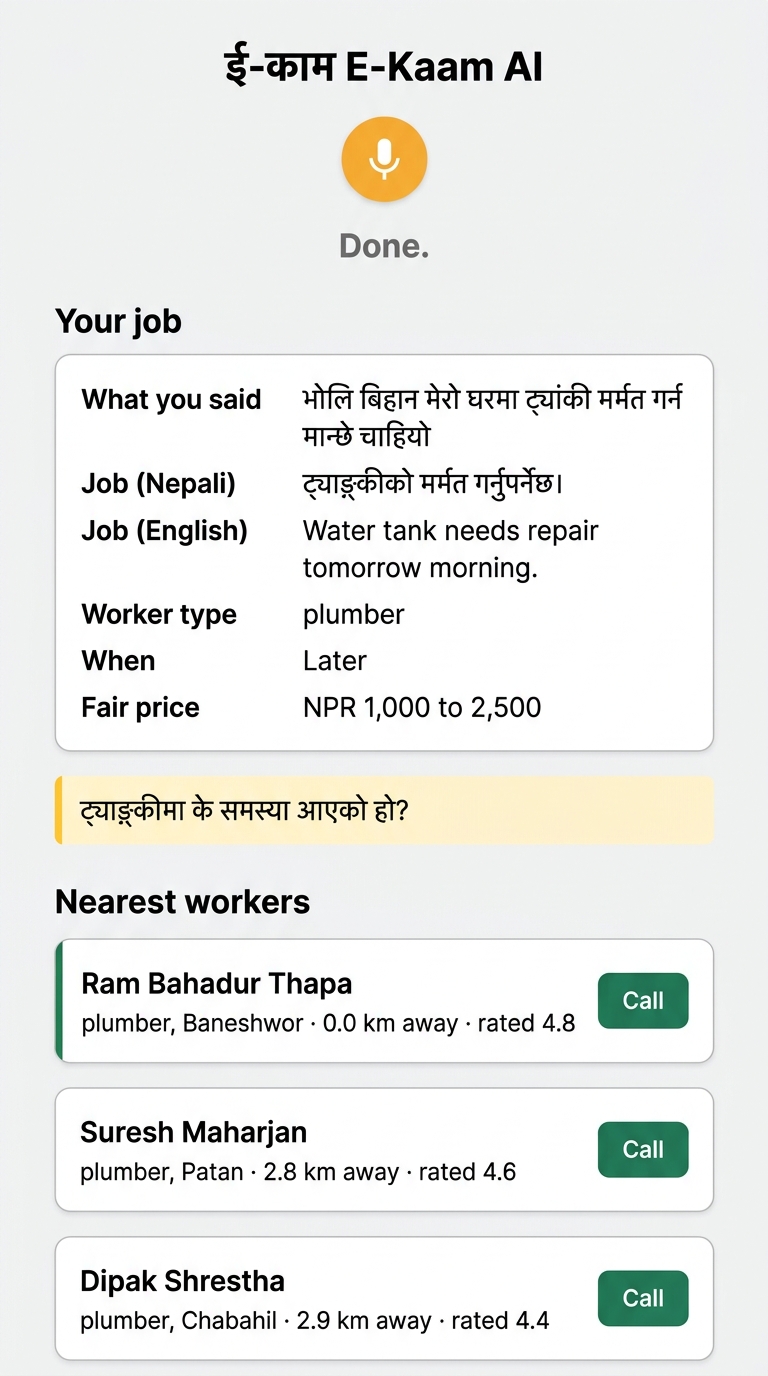 ई-काम E-Kaam AI
Done.
Your job
What you said भोलि बिहान मेरो घरमा ट्यांकी मर्मत गर्न
मान्छे चाहियो
Job (Nepali) ट्याङ्कीको मर्मत गर्नुपर्नेछ।
Job (English) Water tank needs repair
tomorrow morning.
Worker type plumber
When Later
Fair price NPR 1,000 to 2,500
ट्याङ्कीमा के समस्या आएको हो?
Nearest workers
Ram Bahadur Thapa
plumber, Baneshwor · 0.0 km away · rated 4.8
Call
Suresh Maharjan
plumber, Patan · 2.8 km away · rated 4.6
Call
Dipak Shrestha
plumber, Chabahil · 2.9 km away · rated 4.4
Call